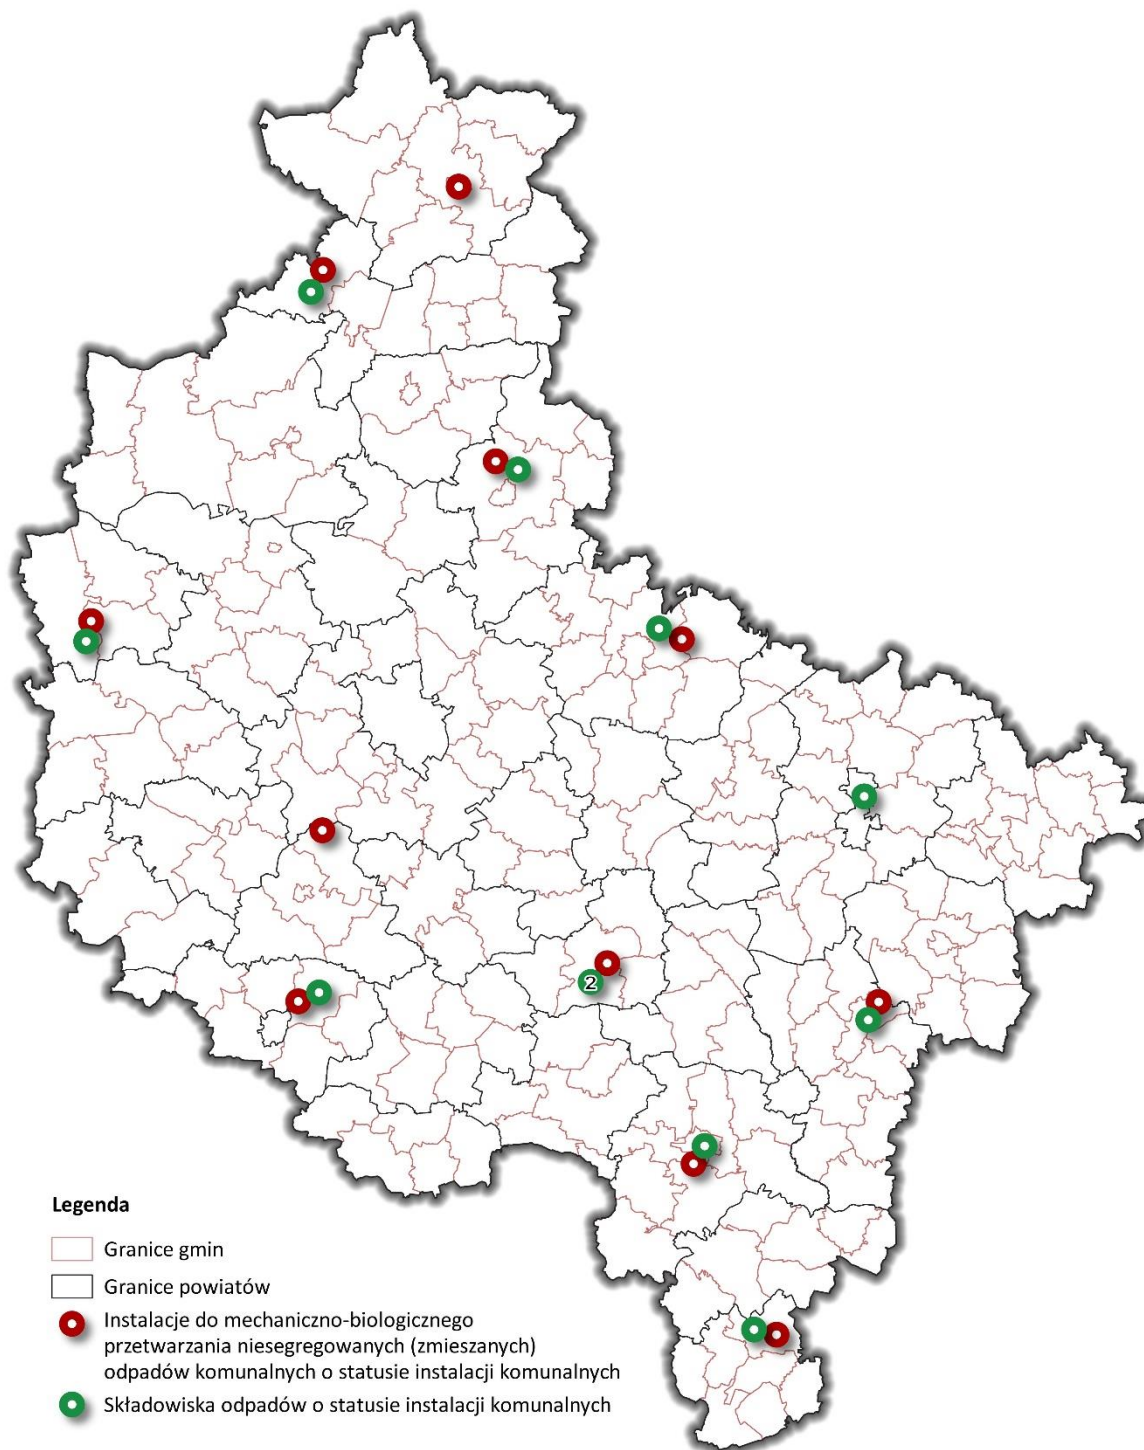 2
Legenda
Granice gmin
Granice powiatów
Instalacje do mechaniczno-biologicznego
przetwarzania niesegregowanych (zmieszanych)
odpadów komunalnych o statusie instalacji komunalnych
Składowiska odpadów o statusie instalacji komunalnych